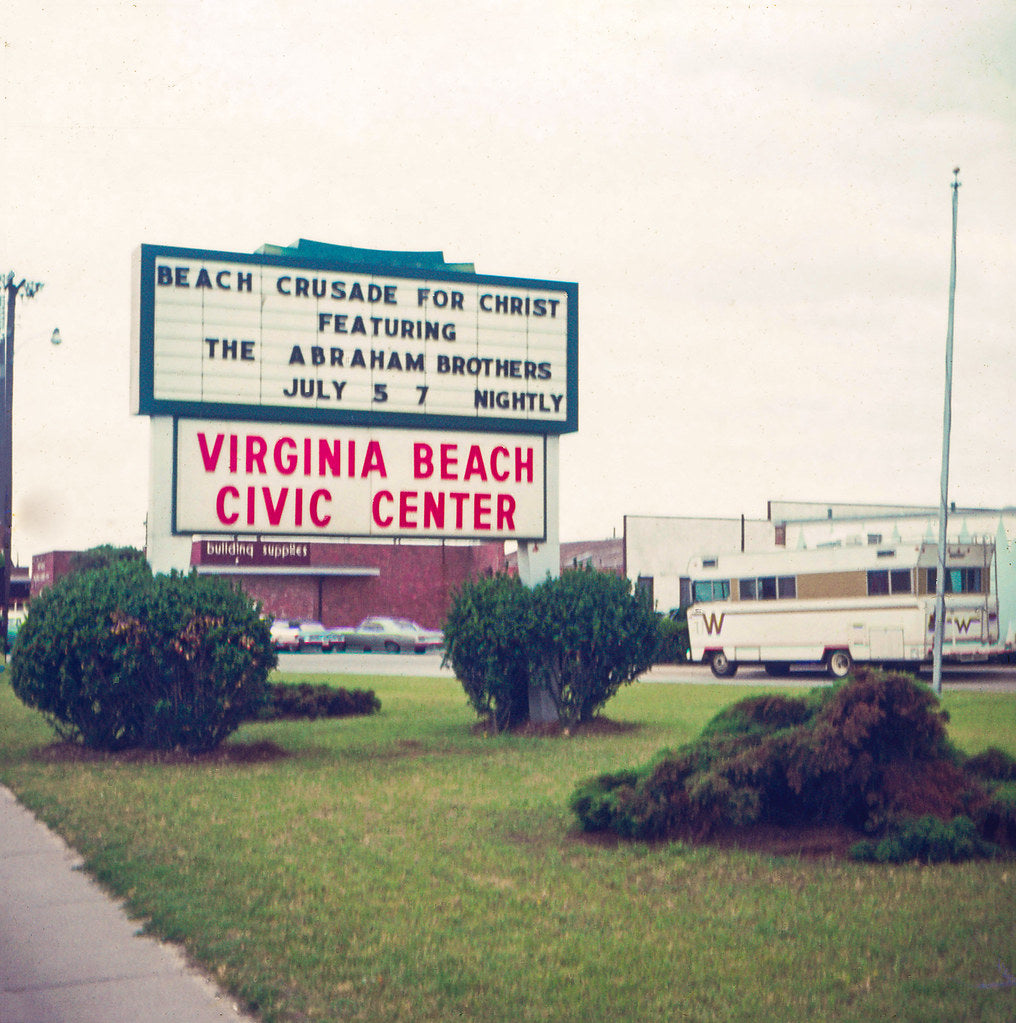 BEACH CRUSADE FOR CHRIST
FEATURING
THE ABRAHAM BROTHERS
JULY 5 7 NIGHTLY
VIRGINIA BEACH
CIVIC CENTER
building supplies
W
W